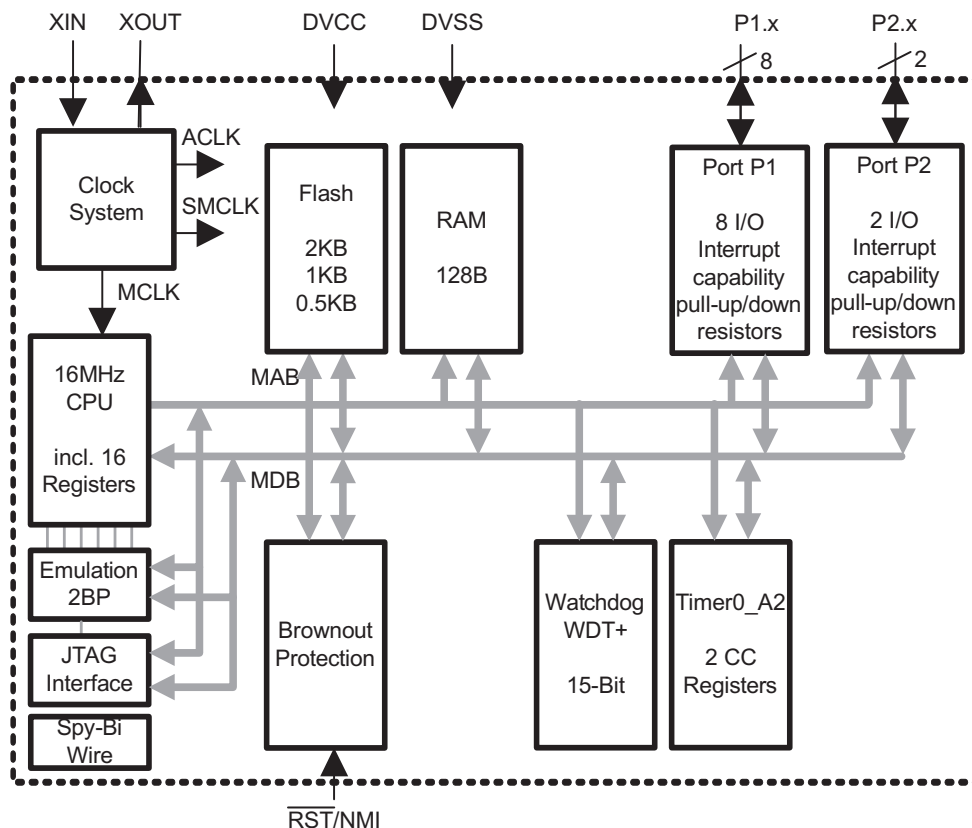 XIN
XOUT
DVCC
DVSS
P1.x
P2.x
8
2
ACLK
Clock
System
SMCLK
MCLK
Flash
2KB
1KB
0.5KB
RAM
128B
Port P1
8 I/O
Interrupt
capability
pull-up/down
resistors
Port P2
2 I/O
Interrupt
capability
pull-up/down
resistors
16MHz
CPU
incl. 16
Registers
MAB
MDB
Emulation
2BP
JTAG
Interface
Spy-Bi
Wire
Brownout
Protection
Watchdog
WDT+
15-Bit
Timer0_A2
2 CC
Registers
RST/NMI